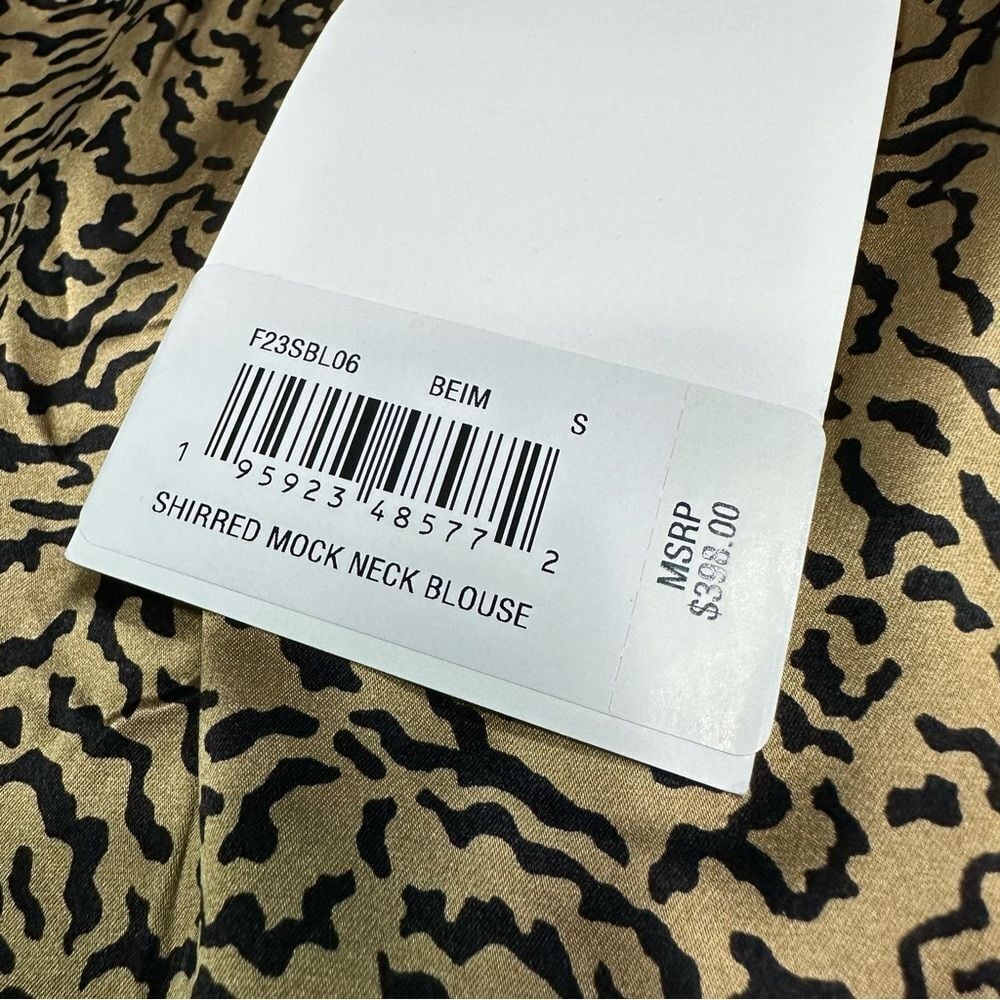 F23SBL06 BEIM S
1 95923 48577 2
SHIRRED MOCK NECK BLOUSE
MSRP
$398.00